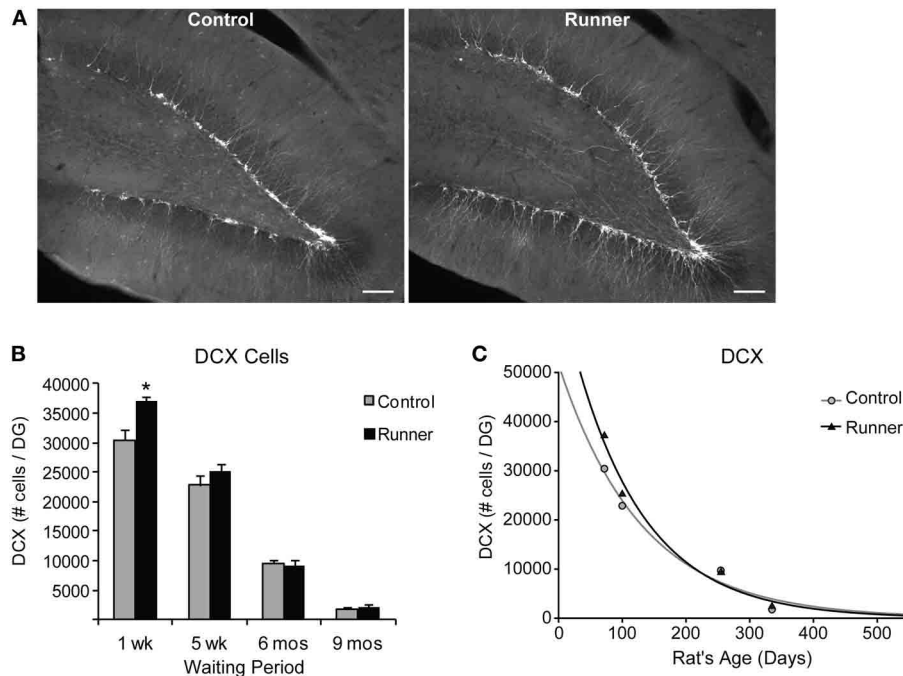 A
Control
Runner
B
DCX Cells
DCX (# cells / DG)
40000
35000
30000
25000
20000
15000
10000
5000
*
Control
Runner
1 wk
5 wk
6 mos
9 mos
Waiting Period
C
DCX
DCX (# cells / DG)
50000
40000
30000
20000
10000
0
Control
Runner
0
100
200
300
400
500
Rat's Age (Days)